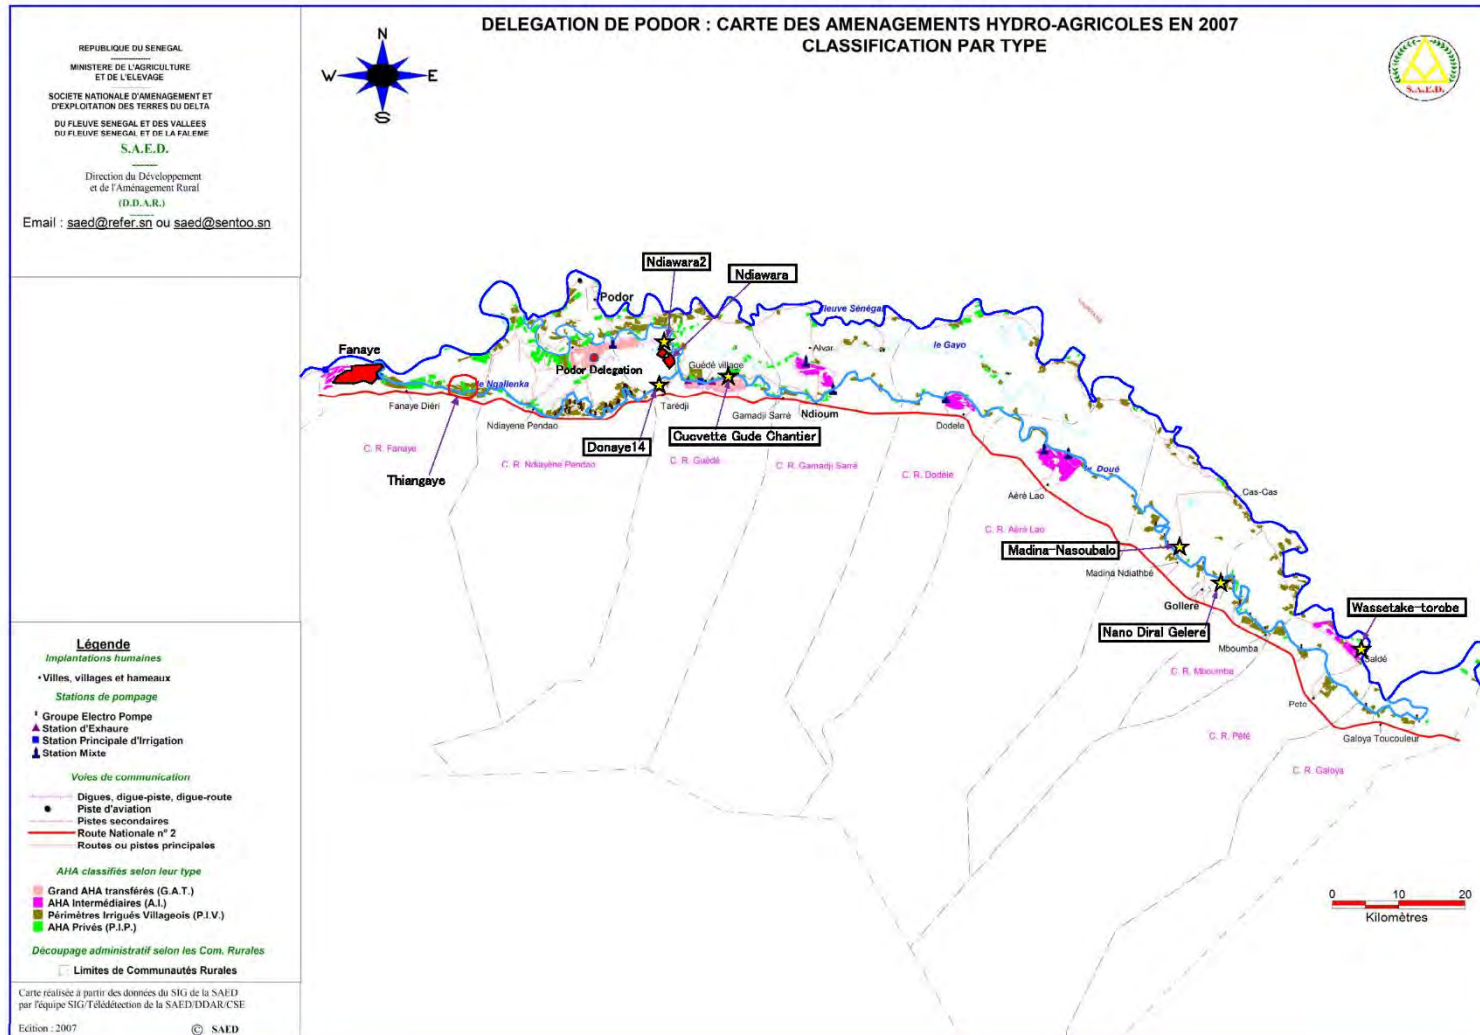 DELEGATION DE PODOR : CARTE DES AMENAGEMENTS HYDRO-AGRICOLES EN 2007
CLASSIFICATION PAR TYPE
REPUBLIQUE DU SENEGAL
MINISTERE DE L'AGRICULTURE
ET DE L'ELEVAGE
SOCIETE NATIONALE D'AMENAGEMENT ET
D'EXPLOITATION DES TERRES DU DELTA
DU FLEUVE SENEGAL ET DES VALLEES
DU FLEUVE SENEGAL ET DE LA FALEME
S.A.E.D.
Direction du Développement
et de l'Aménagement Rural
(D.D.A.R.)
Email : saed@refer.sn ou saed@sentoo.sn
N
W
E
S
S.A.E.D.
Ndiawara2
Ndiawara
Podor
fleuve Sénégal
le Gayo
Alvar
Fanaye
Podor Delegation
Guédé village
le Ngalenka
Fanaye Diéri
Tarédji
Gamadji Sarré
Ndioum
Dodele
Ndiayene Pendao
Donaye14
Cucvette Gude Chantier
C. R. Fanaye
C. R. Ndiayène Pendao
C. R. Guédé
C. R. Gamadji Sarré
C. R. Dodèle
Thiangaye
le Doué
Aéré Lao
Cas-Cas
C. R. Aéré Lao
Madina-Nasoubalo
Madina Ndiathbé
Golleré
Wassetake-torobe
Nano Diral Gelere
Mboumba
Saldé
C. R. Mboumba
Pete
C. R. Pété
Galoya Toucouleur
C. R. Galoya
Légende
Implantations humaines
Villes, villages et hameaux
Stations de pompage
Groupe Electro Pompe
Station d'Exhaure
Station Principale d'Irrigation
Station Mixte
Voies de communication
Digues, digue-piste, digue-route
Piste d'aviation
Pistes secondaires
Route Nationale n° 2
Routes ou pistes principales
AHA classifiés selon leur type
Grand AHA transférés (G.A.T.)
AHA Intermédiaires (A.I.)
Périmètres Irrigués Villageois (P.I.V.)
AHA Privés (P.I.P.)
Découpage administratif selon les Com. Rurales
Limites de Communautés Rurales
0 10 20
Kilomètres
Carte réalisée à partir des données du SIG de la SAED
par l'équipe SIG/Télédétection de la SAED/DDAR/CSE
Edition : 2007 © SAED